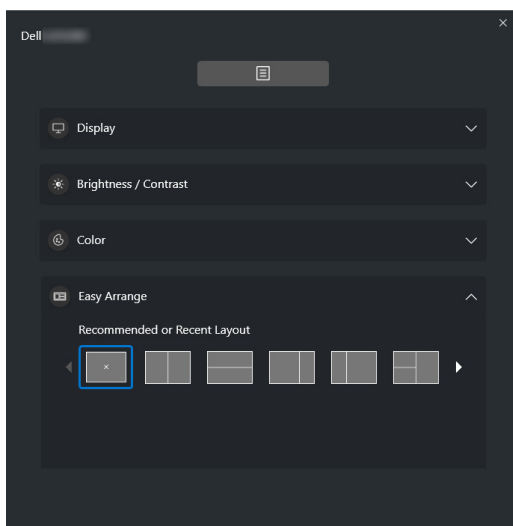 Dell
Display
Brightness / Contrast
Color
Easy Arrange
Recommended or Recent Layout